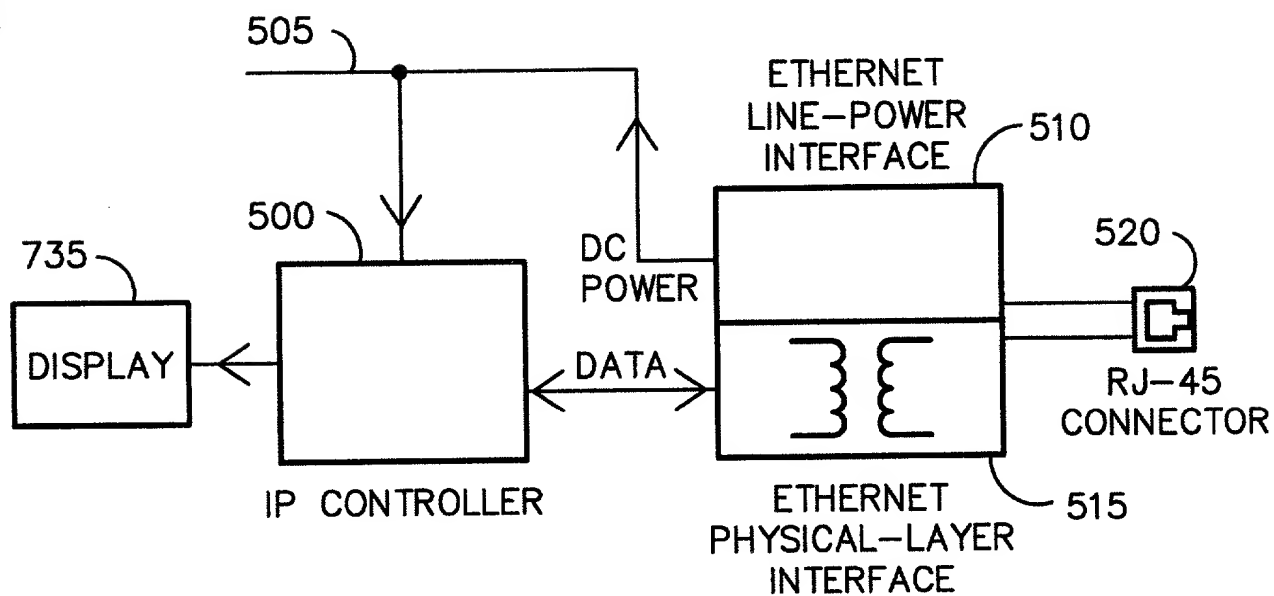 505
ETHERNET
LINE-POWER
INTERFACE
510
500
DC
POWER
520
735
DISPLAY
DATA
RJ-45
CONNECTOR
IP CONTROLLER
ETHERNET
PHYSICAL-LAYER
INTERFACE
515